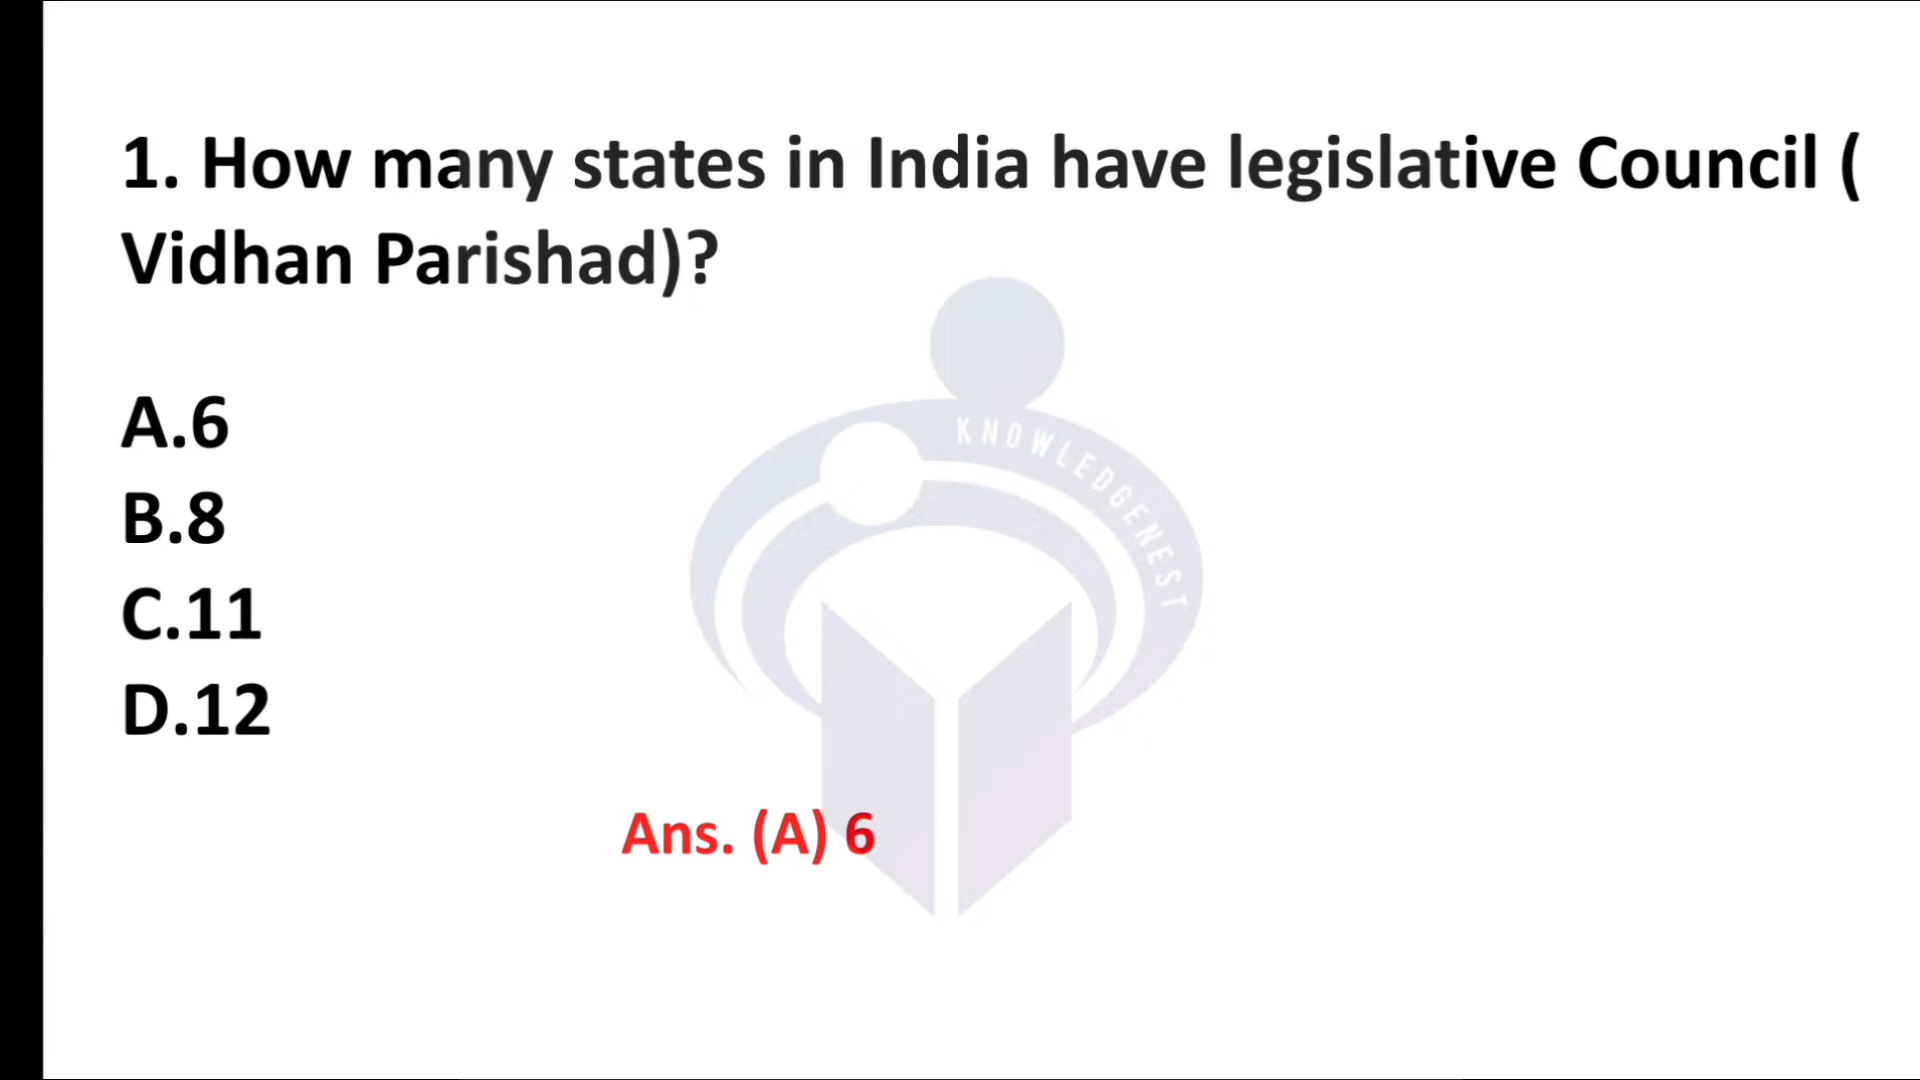 1. How many states in India have legislative Council (
Vidhan Parishad)?
A.6
B.8
C.11
D.12
KNOWLEDGENEST
Ans. (A) 6